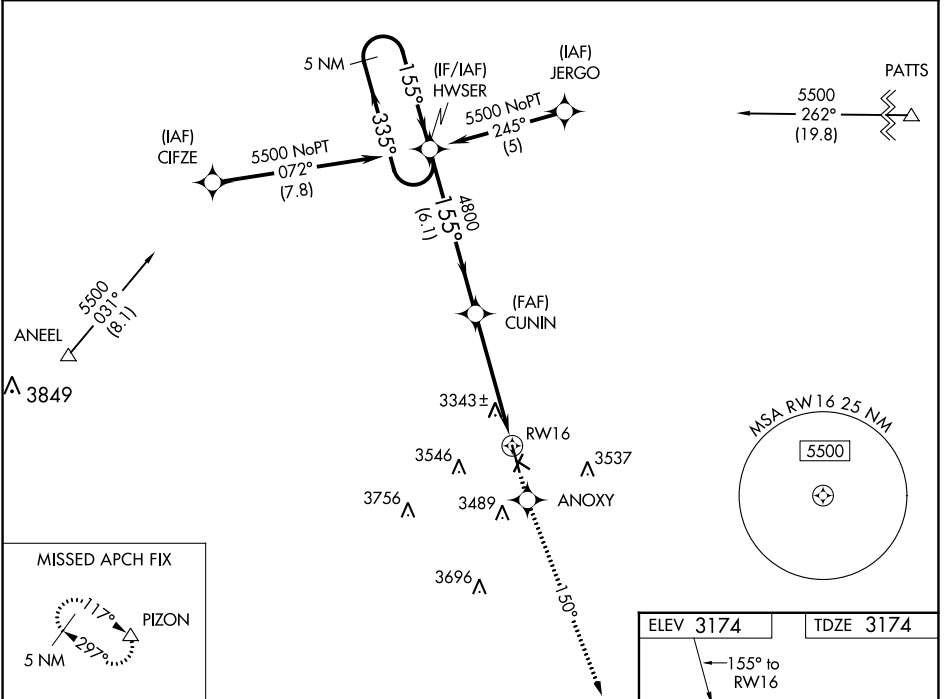 5 NM
155°
335°
(IF/IAF)
HWSER
(IAF)
JERGO
5500 NoPT
245°
(5)
PATTS
5500
262°
(19.8)
(IAF)
CIFZE
5500 NoPT
072°
(7.8)
4800
155°
(6.1)
5500
031°
(8.1)
ANEEL
3849
(FAF)
CUNIN
3343±
RW16
3546
3537
3756
3489
ANOXY
3696
150°
MSA RW16 25 NM
5500
MISSED APCH FIX
117°
297°
PIZON
5 NM
ELEV 3174
TDZE 3174
155° to
RW16